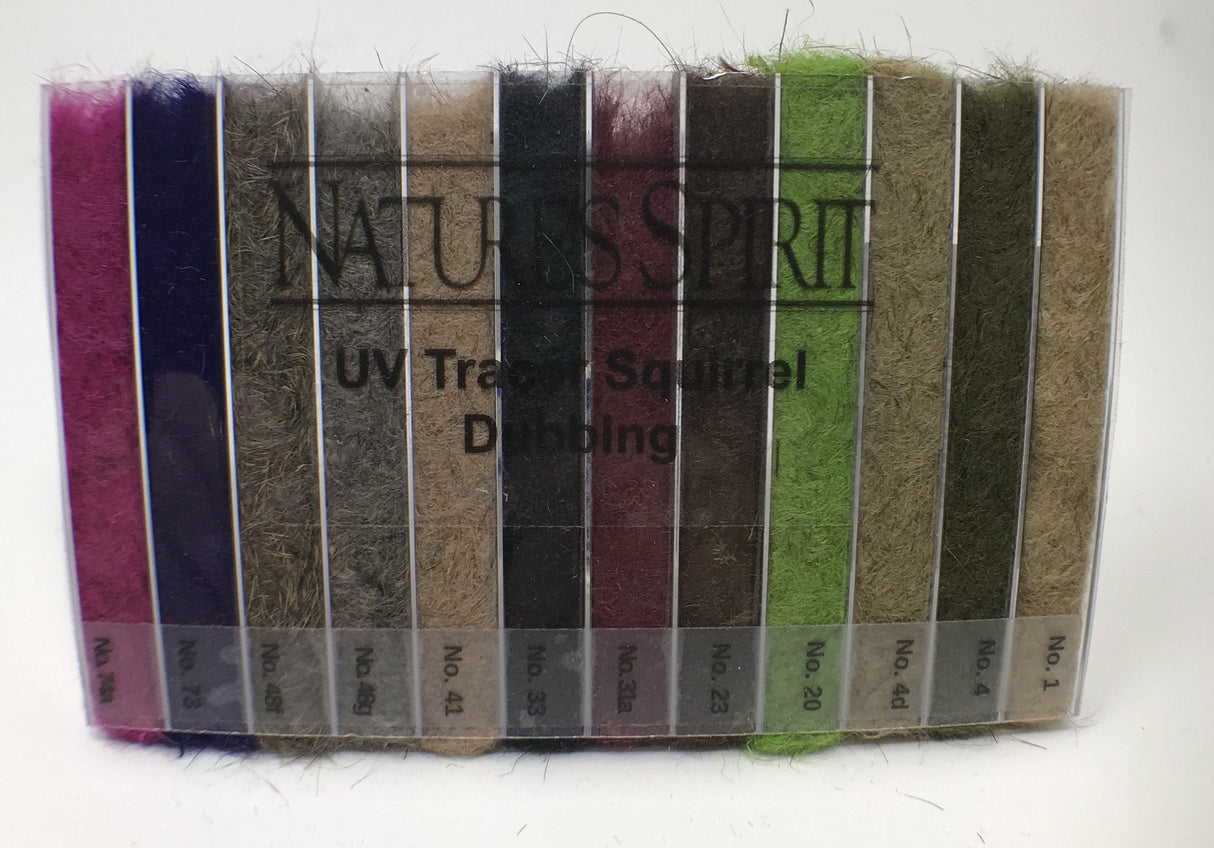 NATURE'S SPIRIT
UV Tracer Squirrel
Dubbing
No. 73
No. 48f
No. 48g
No. 41
No. 33
No. 31a
No. 23
No. 20
No. 4d
No. 4
No. 1